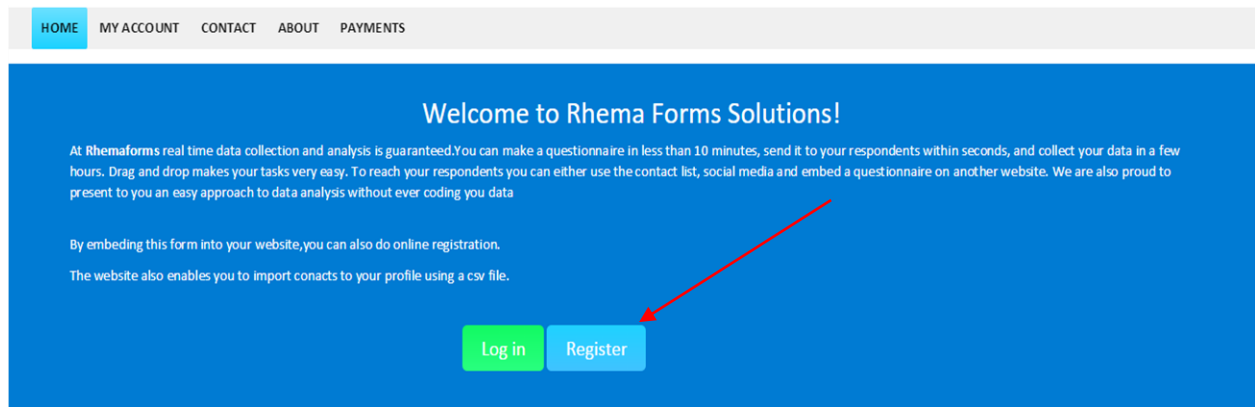 HOME MY ACCOUNT CONTACT ABOUT PAYMENTS
Welcome to Rhema Forms Solutions!
At Rhemaforms real time data collection and analysis is guaranteed.You can make a questionnaire in less than 10 minutes, send it to your respondents within seconds, and collect your data in a few
hours. Drag and drop makes your tasks very easy. To reach your respondents you can either use the contact list, social media and embed a questionnaire on another website. We are also proud to
present to you an easy approach to data analysis without ever coding you data
By embeding this form into your website,you can also do online registration.
The website also enables you to import conacts to your profile using a csv file.
Log in Register